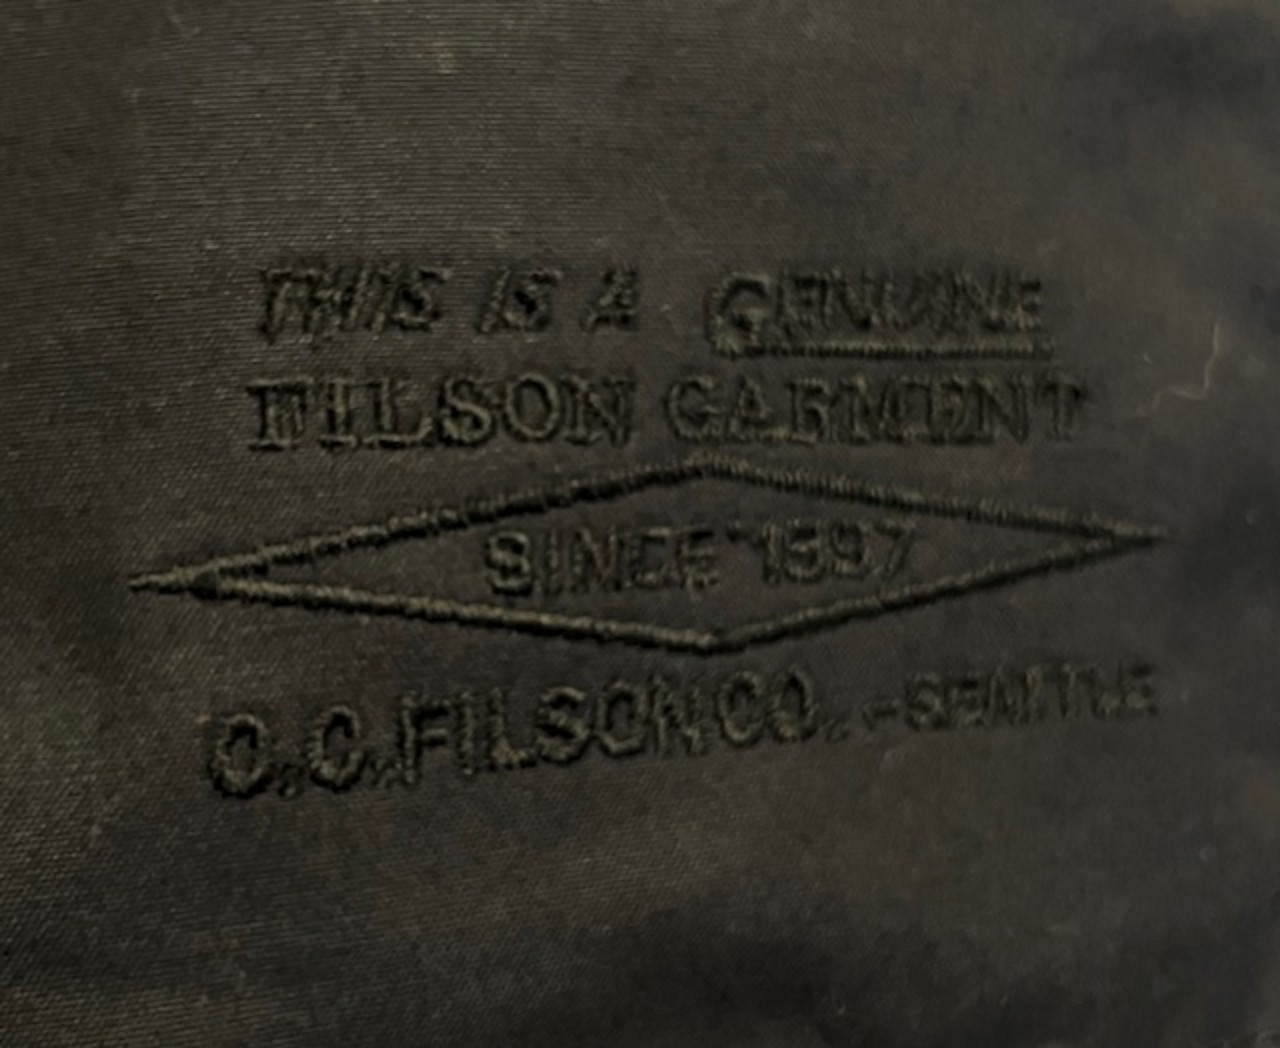 THIS IS A GENUINE
FILSON GARMENT
SINCE 1897
C.C. FILSON CO. - SEATTLE